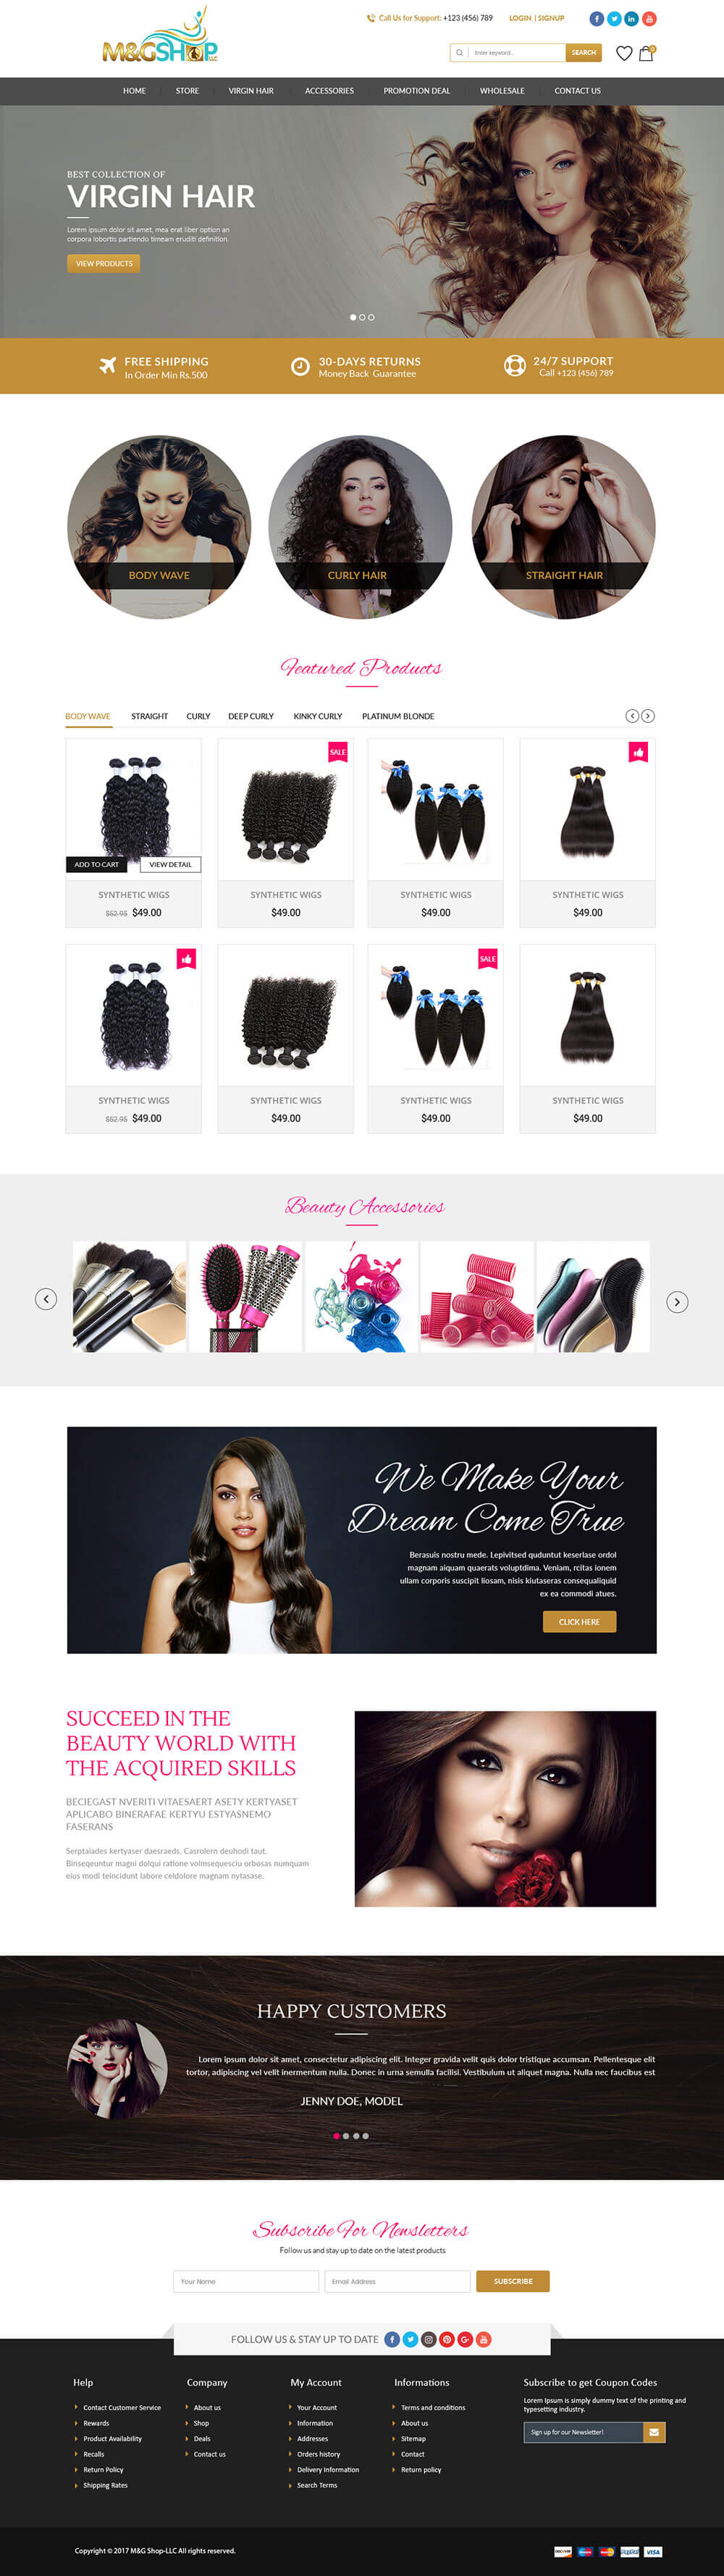 Call Us for Support: +123 (456) 789 LOGIN | SIGNUP
M&GSHOP
LLC
Enter keyword.. SEARCH 0
HOME STORE VIRGIN HAIR ACCESSORIES PROMOTION DEAL WHOLESALE CONTACT US
BEST COLLECTION OF
VIRGIN HAIR
Lorem ipsum dolor sit amet, mea erat liber option an
corpora lobortis partiendo timeam eruditi definition.
VIEW PRODUCTS
FREE SHIPPING
In Order Min Rs.500
30-DAYS RETURNS
Money Back Guarantee
24/7 SUPPORT
Call +123 (456) 789
BODY WAVE
CURLY HAIR
STRAIGHT HAIR
Featured Products
BODY WAVE STRAIGHT CURLY DEEP CURLY KINKY CURLY PLATINUM BLONDE
SALE
ADD TO CART VIEW DETAIL
SYNTHETIC WIGS SYNTHETIC WIGS SYNTHETIC WIGS SYNTHETIC WIGS
$52.95 $49.00 $49.00 $49.00 $49.00
SALE
SYNTHETIC WIGS SYNTHETIC WIGS SYNTHETIC WIGS SYNTHETIC WIGS
$52.95 $49.00 $49.00 $49.00 $49.00
Beauty Accessories
We Make Your
Dream Come True
Berasuis nostru mede. Lepivitsed quduntut keserlase ordol
magnam aiquam quaerats voluptdima. Veniam, rcitas ionem
ullam corporis suscipit liosam, nisis kiutaseras consequaliquid
ex ea commodi atues.
CLICK HERE
SUCCEED IN THE
BEAUTY WORLD WITH
THE ACQUIRED SKILLS
BECIEGAST NVERITI VITAESAERT ASETY KERTYASET
APLICABO BINERAFAE KERTYU ESTYASNEMO
FASERANS
Serptaiades kertyaser daesraeds. Casrolern deuhodi taut.
Binseqeuntur magni dolqui ratione volmsequesciu orbosas numquam
eius modi teincidunt labore celdolore magnam nytasase.
HAPPY CUSTOMERS
Lorem ipsum dolor sit amet, consectetur adipiscing elit. Integer gravida velit quis dolor tristique accumsan. Pellentesque elit
tortor, adipiscing vel velit inermentum nulla. Donec in urna semulla facilisi. Vestibulum ut aliquet magna. Nulla nec faucibus est
JENNY DOE, MODEL
Subscribe For Newsletters
Follow us and stay up to date on the latest products
Your Name Email Address SUBSCRIBE
FOLLOW US & STAY UP TO DATE
Help
Contact Customer Service
Rewards
Product Availability
Recalls
Return Policy
Shipping Rates
Company
About us
Shop
Deals
Contact us
My Account
Your Account
Information
Addresses
Orders history
Delivery Information
Search Terms
Informations
Terms and conditions
About us
Sitemap
Contact
Return policy
Subscribe to get Coupon Codes
Lorem Ipsum is simply dummy text of the printing and
typesetting industry.
Sign up for our Newsletter!
Copyright © 2017 M&G Shop-LLC All rights reserved.
DISCOVER VISA